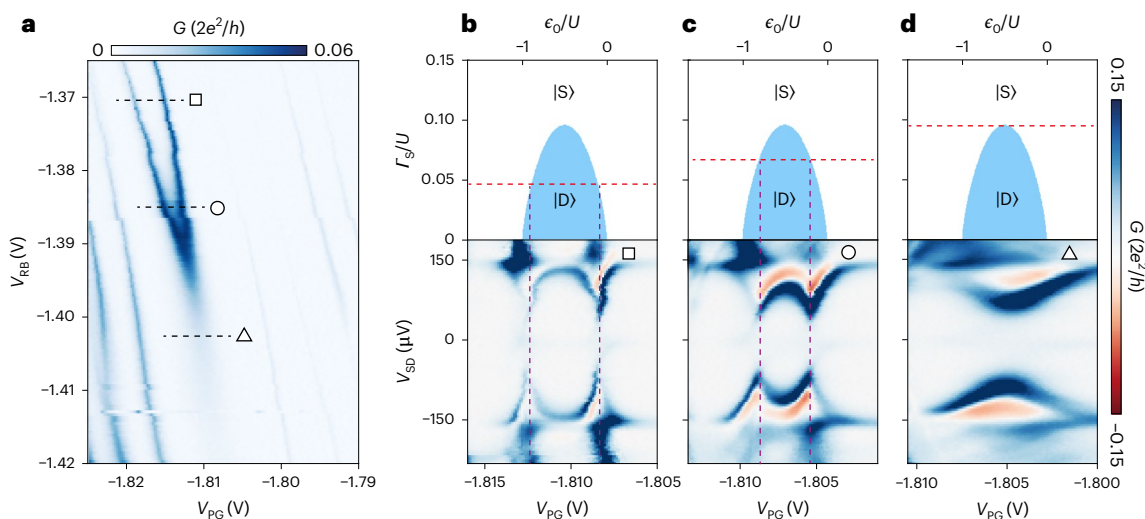 a
G (2e²/h)
0 0.06
V_RB (V)
−1.37
−1.38
−1.39
−1.40
−1.41
−1.42
−1.82 −1.81 −1.80 −1.79
V_PG (V)
b
ϵ₀/U
−1 0
Γ_S/U
0.15
0.10
0.05
0
|S⟩
|D⟩
V_SD (μV)
150
0
−150
−1.815 −1.810 −1.805
V_PG (V)
c
ϵ₀/U
−1 0
|S⟩
|D⟩
−1.810 −1.805
V_PG (V)
d
ϵ₀/U
−1 0
|S⟩
|D⟩
−1.810 −1.805 −1.800
V_PG (V)
0.15
G (2e²/h)
−0.15